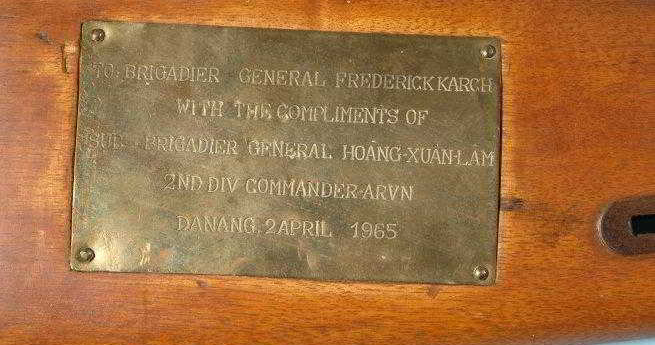 TO: BRIGADIER GENERAL FREDERICK KARCH
WITH THE COMPLIMENTS OF
SUB-BRIGADIER GENERAL HOÀNG-XUÂN-LÃM
2ND DIV COMMANDER-ARVN
DANANG, 2 APRIL 1965